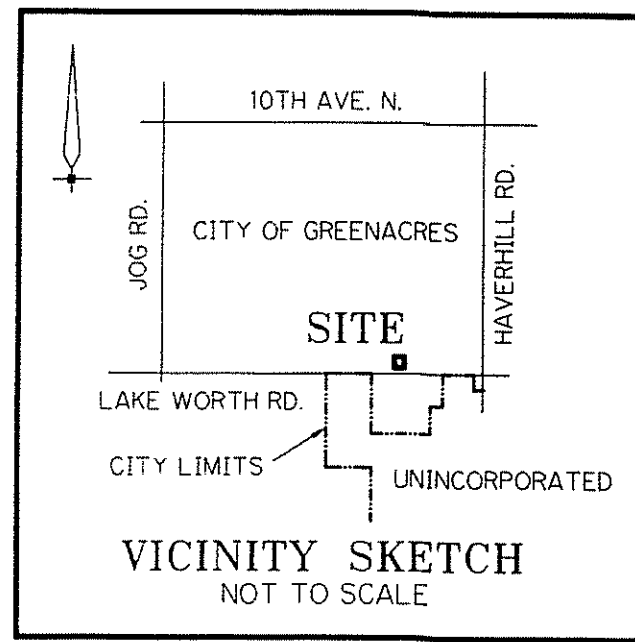 10TH AVE. N.
JOG RD.
CITY OF GREENACRES
HAVERHILL RD.
SITE
LAKE WORTH RD.
CITY LIMITS
UNINCORPORATED
VICINITY SKETCH
NOT TO SCALE